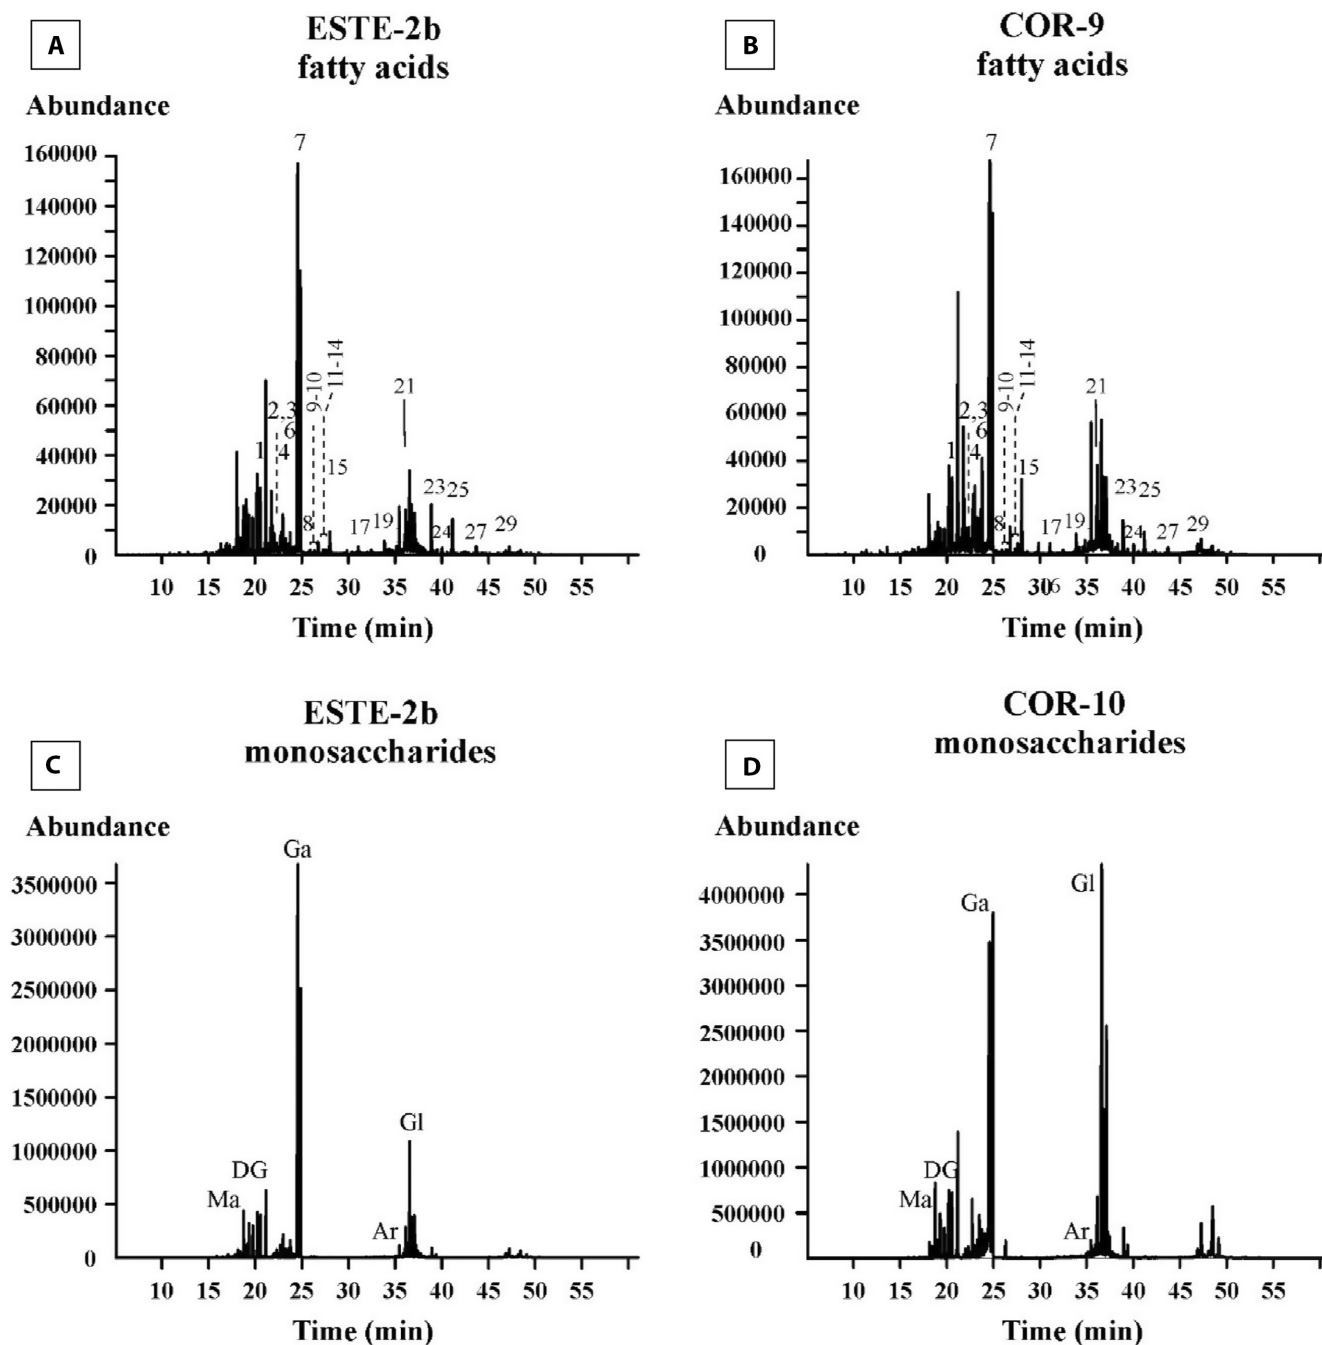 A
ESTE-2b
fatty acids
Abundance
160000
140000
120000
100000
80000
60000
40000
20000
0
7
1
2,3
6
4
8
9-10
11-14
15
17
19
21
23
24
25
27
29
10 15 20 25 30 35 40 45 50 55
Time (min)
B
COR-9
fatty acids
Abundance
160000
140000
120000
100000
80000
60000
40000
20000
0
7
1
2,3
6
4
8
9-10
11-14
15
17
19
21
23
24
25
27
29
10 15 20 25 30 6 35 40 45 50 55
Time (min)
C
ESTE-2b
monosaccharides
Abundance
3500000
3000000
2500000
2000000
1500000
1000000
500000
0
Ma
DG
Ga
Ar
Gl
10 15 20 25 30 35 40 45 50 55
Time (min)
D
COR-10
monosaccharides
Abundance
4000000
3500000
3000000
2500000
2000000
1500000
1000000
500000
0
Ma
DG
Ga
Ar
Gl
10 15 20 25 30 35 40 45 50 55
Time (min)